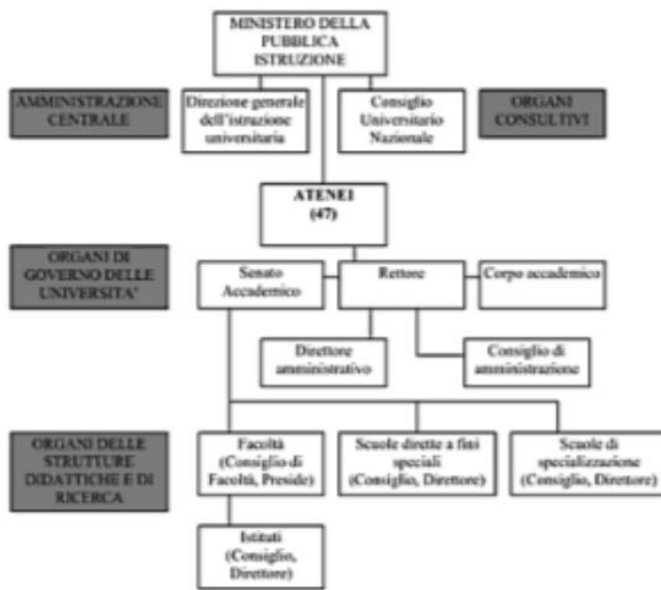 MINISTERO DELLA
PUBBLICA
ISTRUZIONE
AMMINISTRAZIONE
CENTRALE
Direzione generale
dell'istruzione
universitaria
Consiglio
Universitario
Nazionale
ORGANI
CONSULTIVI
ATENEI
(47)
ORGANI DI
GOVERNO DELLE
UNIVERSITA'
Senato
Accademico
Rettore
Corpo accademico
Direttore
amministrativo
Consiglio di
amministrazione
ORGANI DELLE
STRUTTURE
DIDATTICHE E DI
RICERCA
Facoltà
(Consiglio di
Facoltà, Preside)
Scuole dirette a fini
speciali
(Consiglio, Direttore)
Scuole di
specializzazione
(Consiglio, Direttore)
Istituti
(Consiglio,
Direttore)